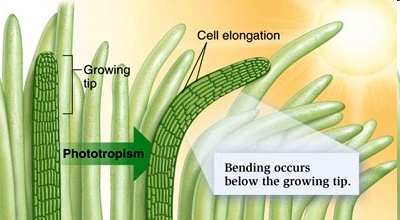 Cell elongation
Growing
tip
Phototropism
Bending occurs
below the growing tip.